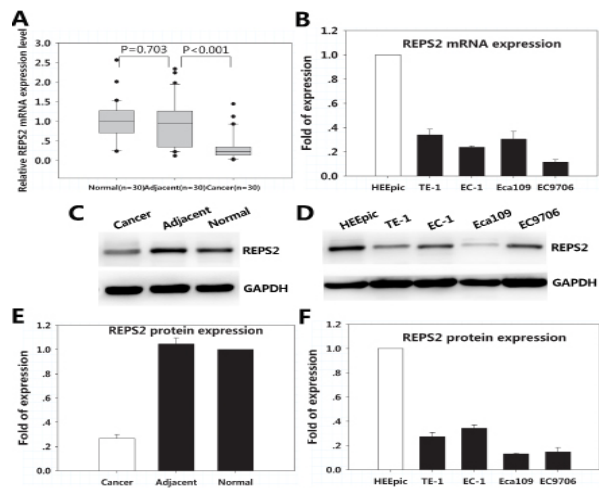 A
Relative REPS2 mRNA expression level
3.0
2.5
2.0
1.5
1.0
.5
0.0
P=0.703
P<0.001
Normal(n=30)
Adjacent(n=30)
Cancer(n=30)
B
REPS2 mRNA expression
Fold of expression
1.2
1.0
.8
.6
.4
.2
0.0
HEEpic
TE-1
EC-1
Eca109
EC9706
C
Cancer
Adjacent
Normal
REPS2
GAPDH
D
HEEpic
TE-1
EC-1
Eca109
EC9706
REPS2
GAPDH
E
REPS2 protein expression
Fold of expression
1.2
1.0
.8
.6
.4
.2
0.0
Cancer
Adjacent
Normal
F
REPS2 protein expression
Fold of expression
1.2
1.0
.8
.6
.4
.2
0.0
HEEpic
TE-1
EC-1
Eca109
EC9706